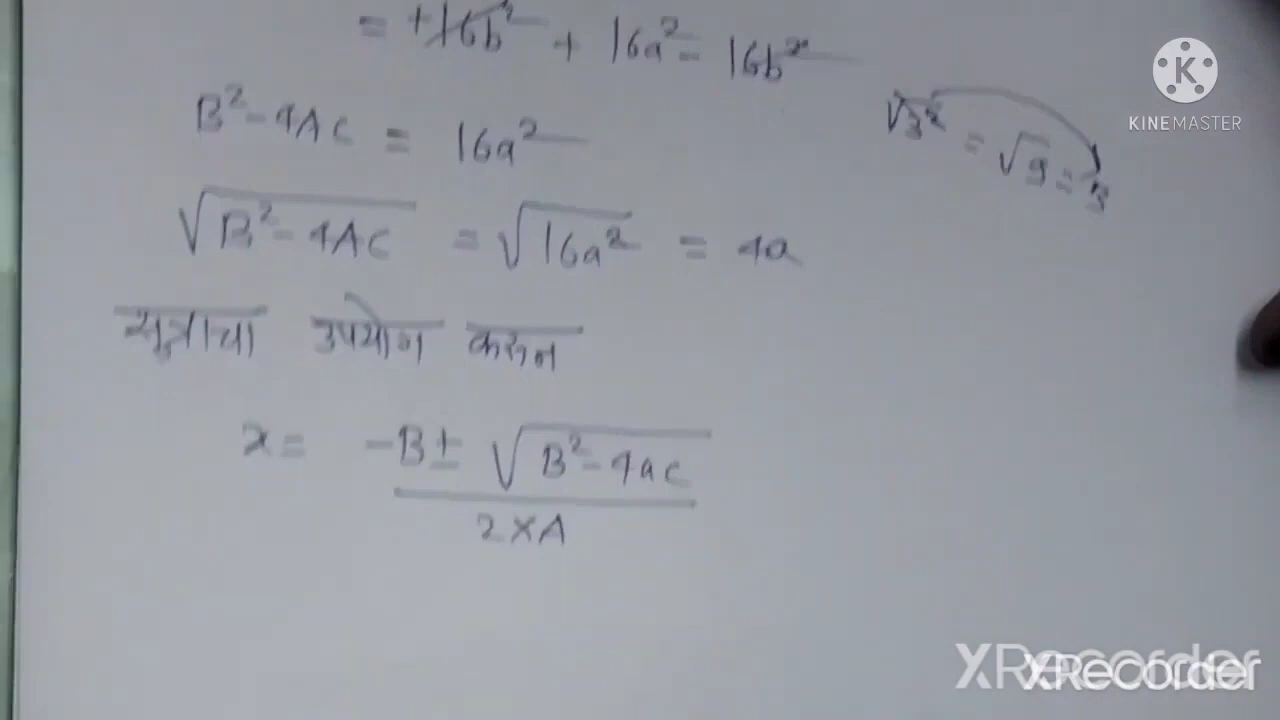 = +16b² + 16a² = 16b²
B² - 4AC = 16a²
√3² = √9 = 3
√B² - 4AC = √16a² = 4a
सूत्राचा उपयोग करून
x = -B ± √B² - 4ac
2×A
KINEMASTER
XRecorder
XRecorder